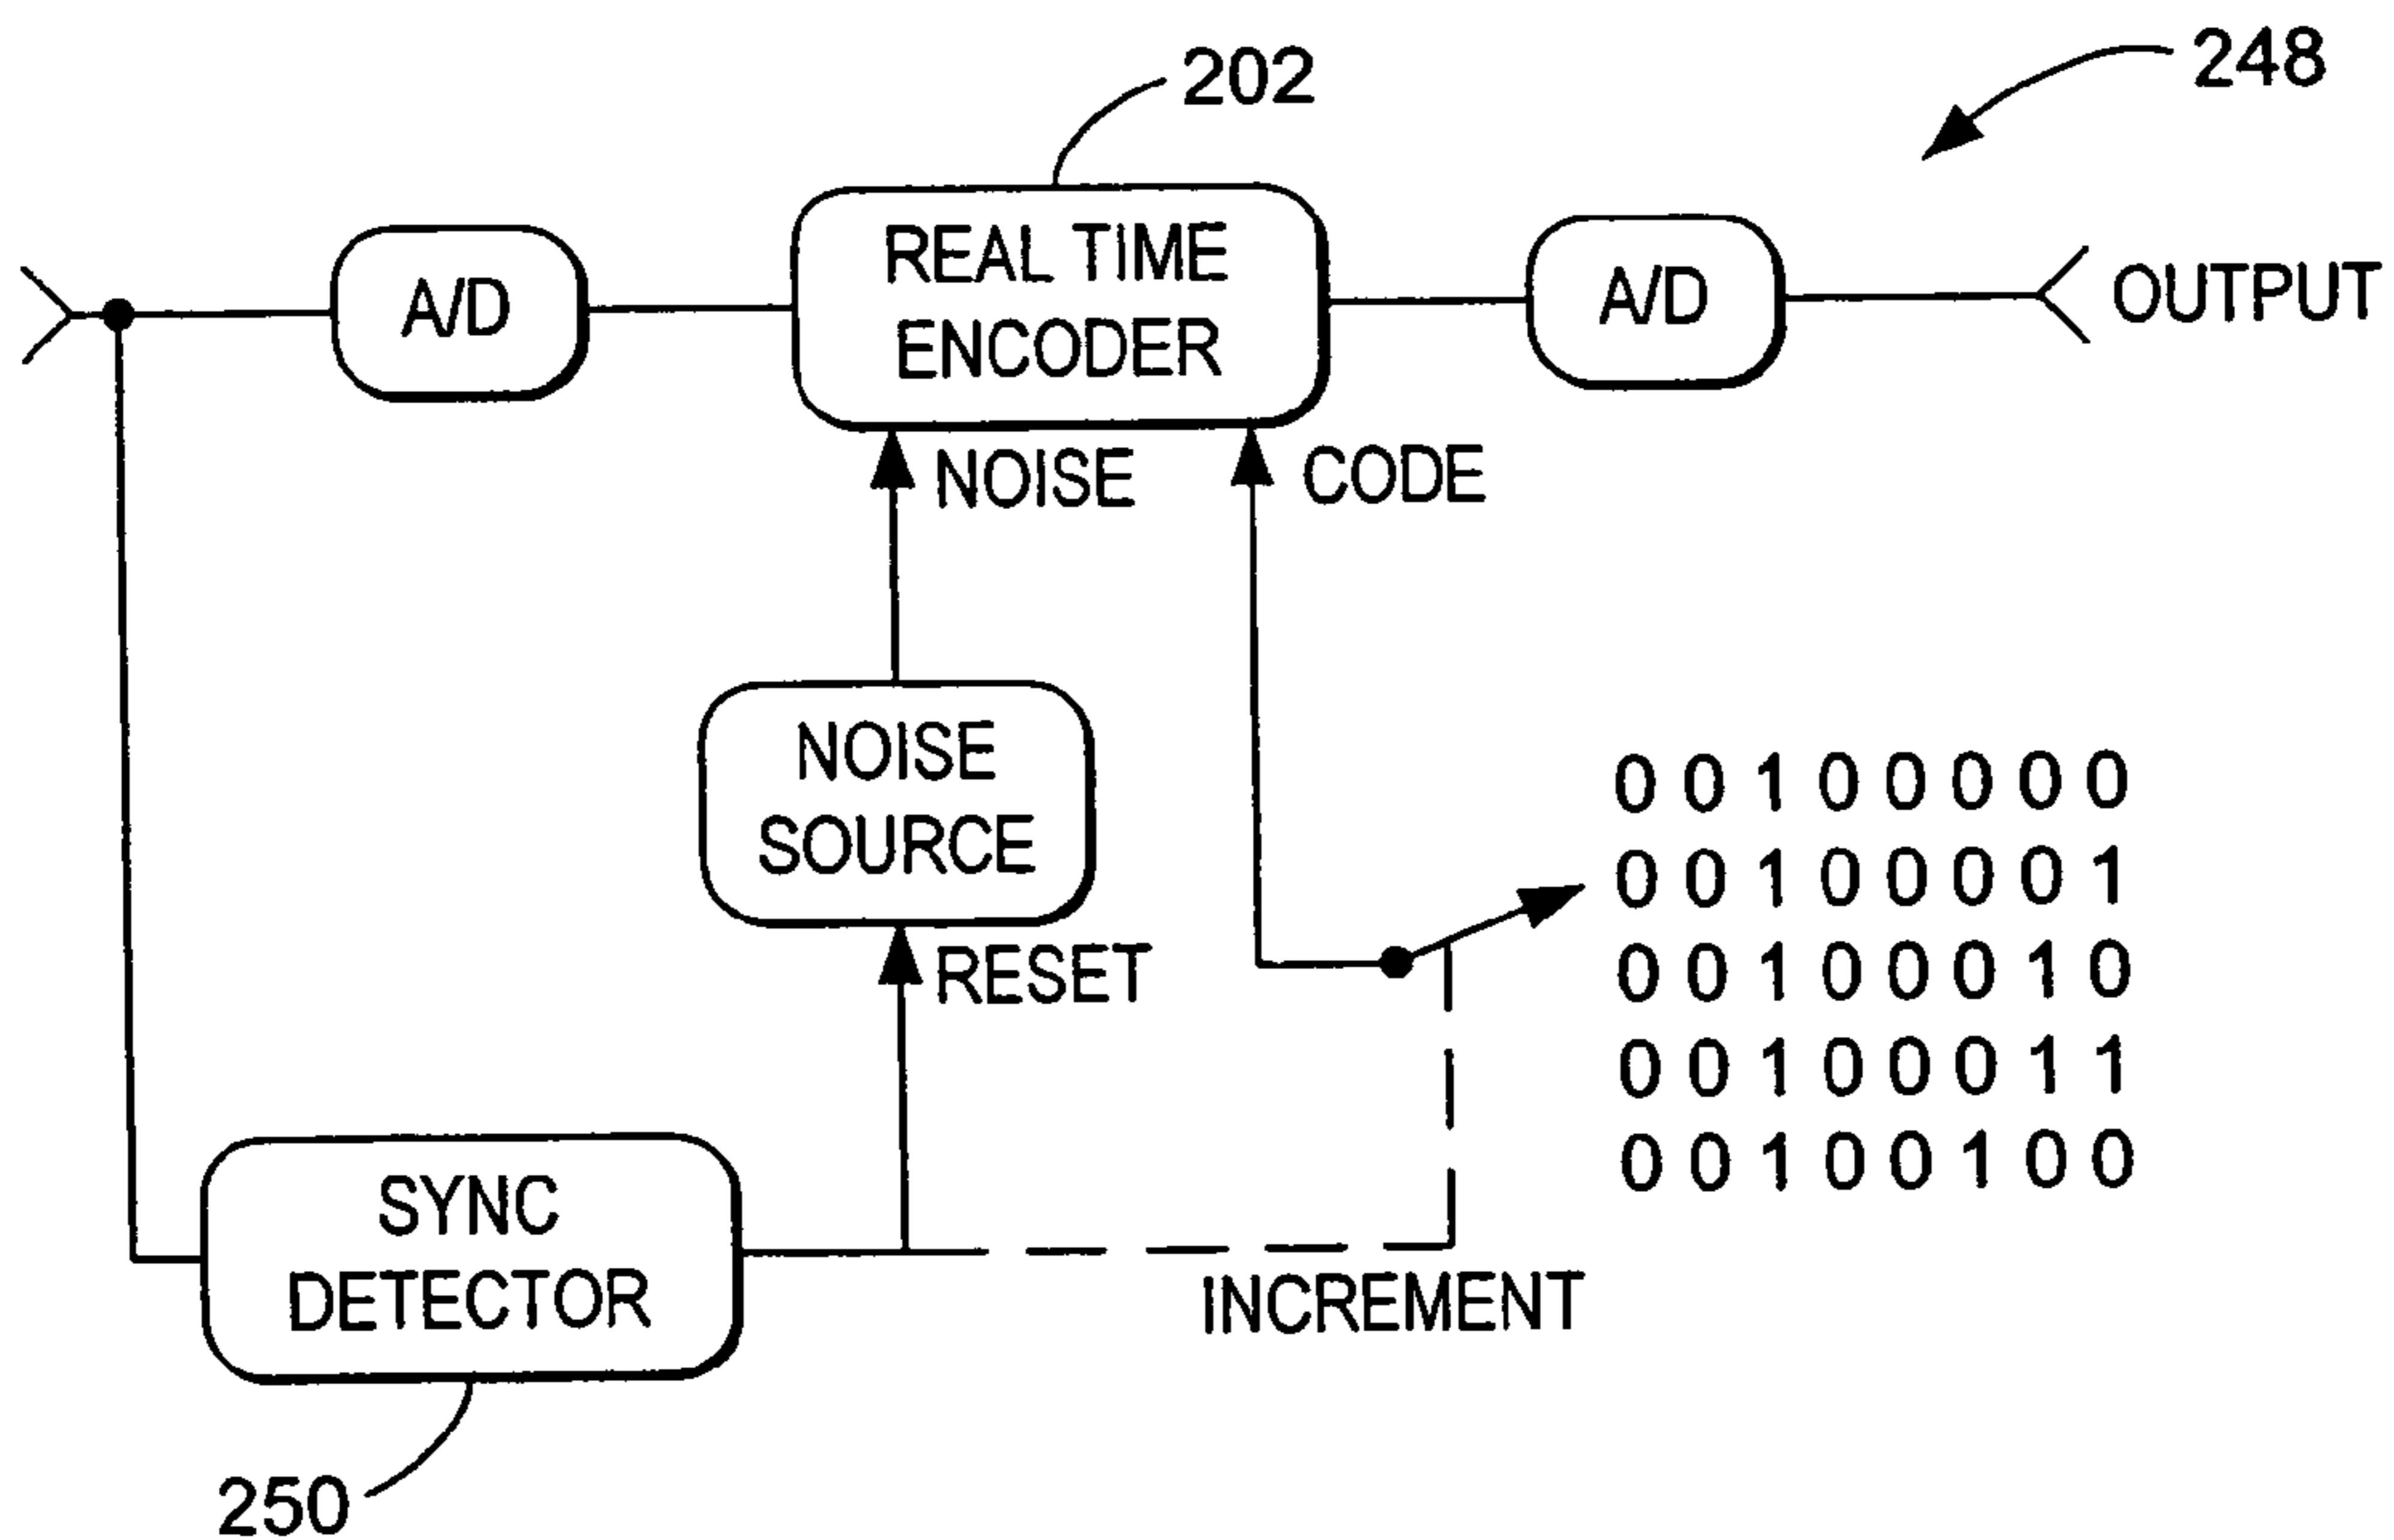 248
202
A/D
REAL TIME
ENCODER
A/D
OUTPUT
NOISE
CODE
NOISE
SOURCE
RESET
0 0 1 0 0 0 0 0
0 0 1 0 0 0 0 1
0 0 1 0 0 0 1 0
0 0 1 0 0 0 1 1
0 0 1 0 0 1 0 0
SYNC
DETECTOR
INCREMENT
250